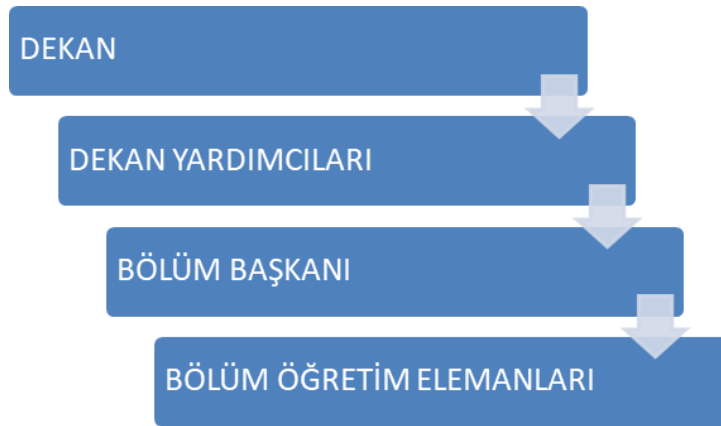 DEKAN
DEKAN YARDIMCILARI
BÖLÜM BAŞKANI
BÖLÜM ÖĞRETİM ELEMANLARI